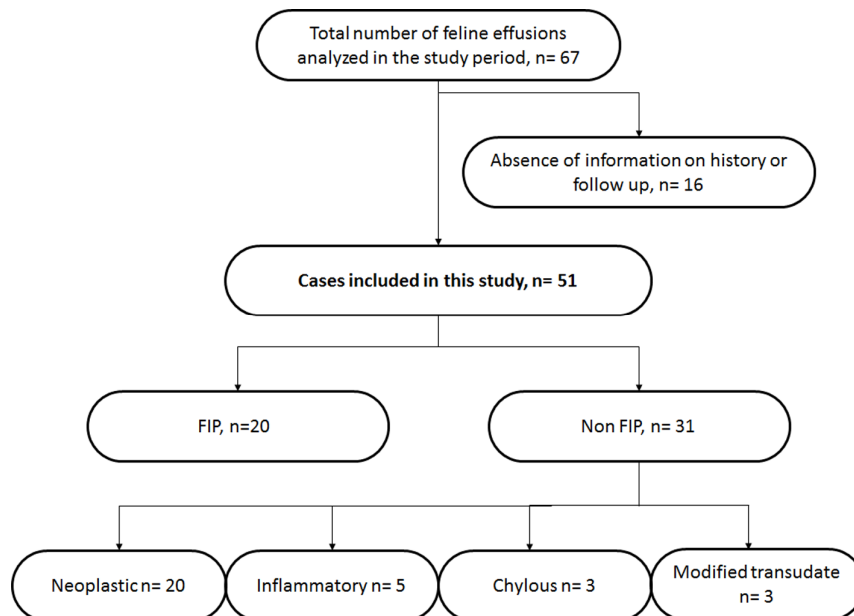 Total number of feline effusions
analyzed in the study period, n= 67
Absence of information on history or
follow up, n= 16
Cases included in this study, n= 51
FIP, n=20
Non FIP, n= 31
Neoplastic n= 20
Inflammatory n= 5
Chylous n= 3
Modified transudate
n= 3